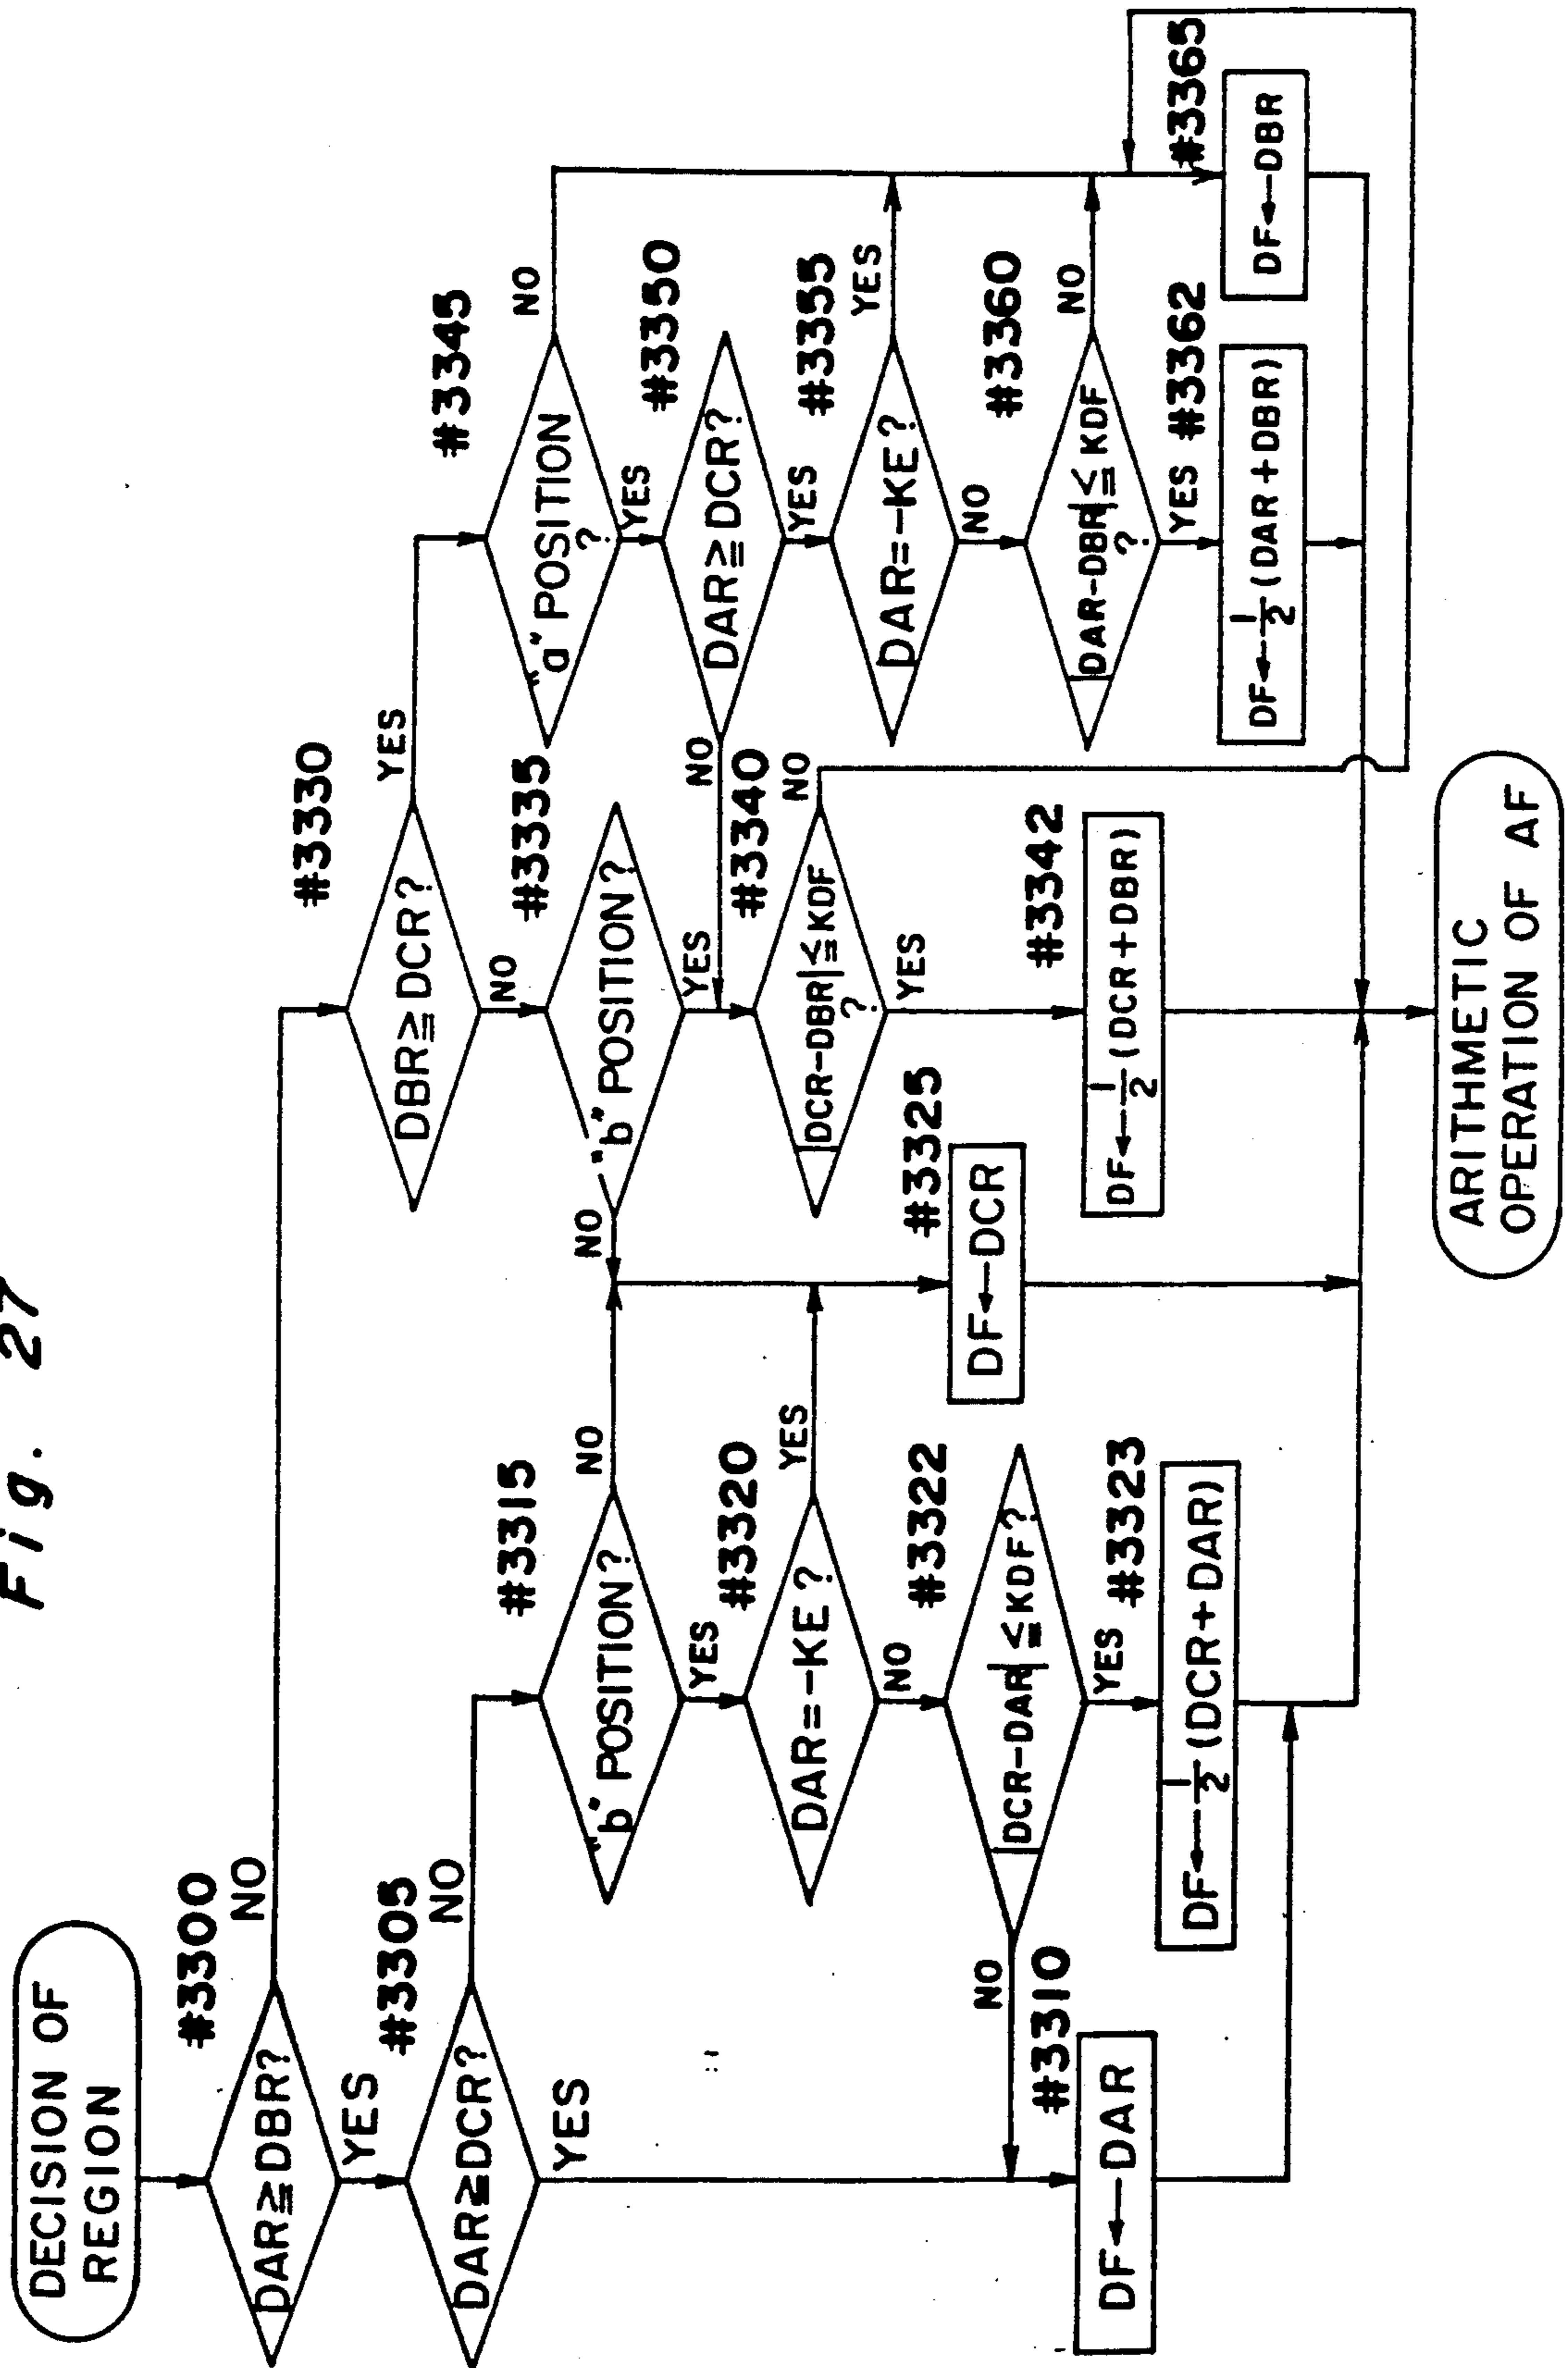 Fig. 27
DECISION OF
REGION
#3300
DAR≧DBR?
NO
YES
#3305
DAR≧DCR?
NO
YES
#3310
DF←DAR
#3315
"b" POSITION?
NO
YES
#3320
DAR=-KE?
YES
NO
#3322
|DCR-DAR|≦KDF?
NO
YES
#3323
DF←1/2(DCR+DAR)
#3325
DF←DCR
#3330
DBR≧DCR?
YES
NO
#3335
"b" POSITION?
NO
YES
#3340
|DCR-DBR|≦KDF
?
NO
YES
#3342
DF←1/2(DCR+DBR)
#3345
"a" POSITION
?
NO
YES
#3350
DAR≧DCR?
NO
YES
#3355
DAR=-KE?
YES
NO
#3360
|DAR-DBR|≦KDF
?
NO
YES
#3362
DF←1/2(DAR+DBR)
#3365
DF←DBR
ARITHMETIC
OPERATION OF AF